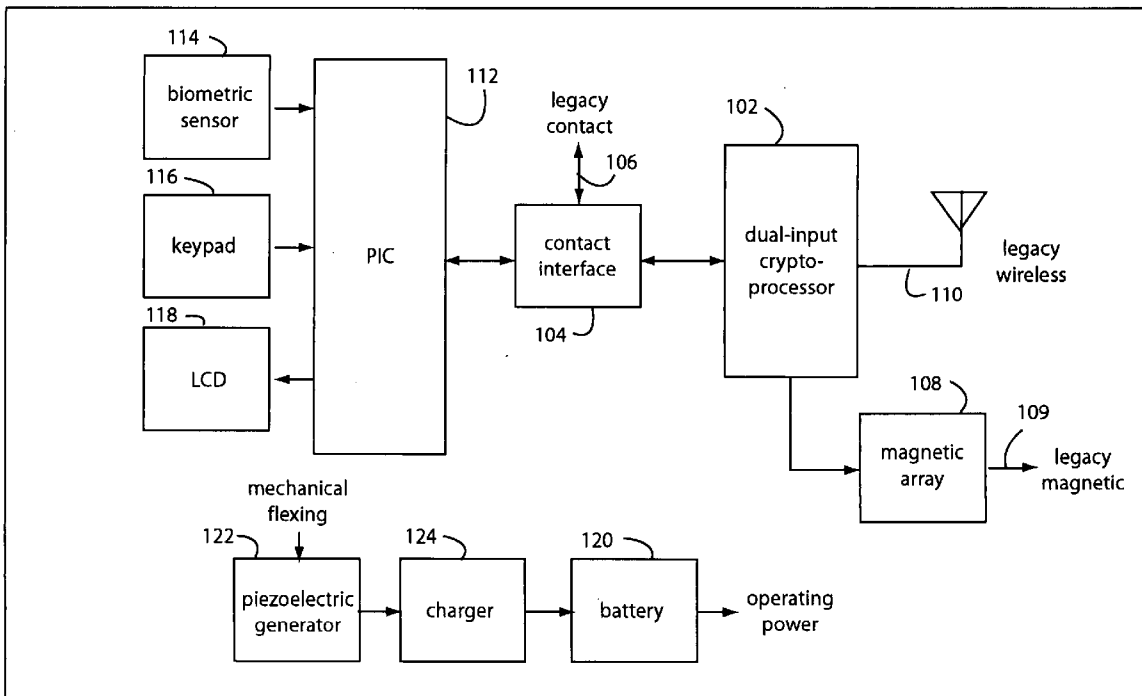 114
biometric
sensor
116
keypad
118
LCD
PIC
112
legacy
contact
106
contact
interface
104
102
dual-input
crypto-
processor
110
legacy
wireless
108
magnetic
array
109
legacy
magnetic
mechanical
flexing
122
piezoelectric
generator
124
charger
120
battery
operating
power